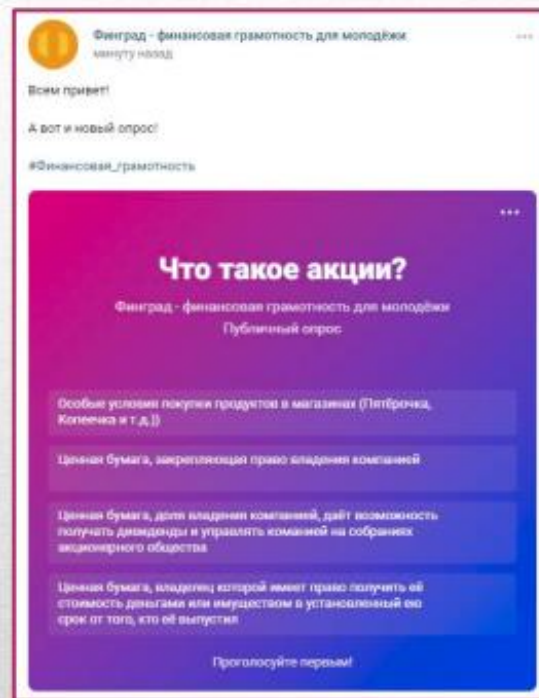 Финград - финансовая грамотность для молодёжи
минуту назад
Всем привет!
А вот и новый опрос!
#Финансовая_грамотность
Что такое акции?
Финград - финансовая грамотность для молодёжи
Публичный опрос
Особые условия покупки продуктов в магазинах (Пятёрочка,
Копеечка и т.д.))
Ценная бумага, закрепляющая право владения компанией
Ценная бумага, доля владения компанией, даёт возможность
получать дивиденды и управлять команией на собраниях
акционерного общества
Ценная бумага, владелец которой имеет право получить её
стоимость деньгами или имуществом в установленный ею
срок от того, кто её выпустил
Проголосуйте первым!